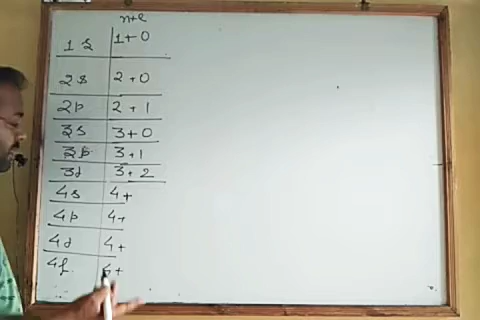 n+l
1s 1+0
2s 2+0
2p 2+1
3s 3+0
3p 3+1
3d 3+2
4s 4+
4p 4+
4d 4+
4f 4+